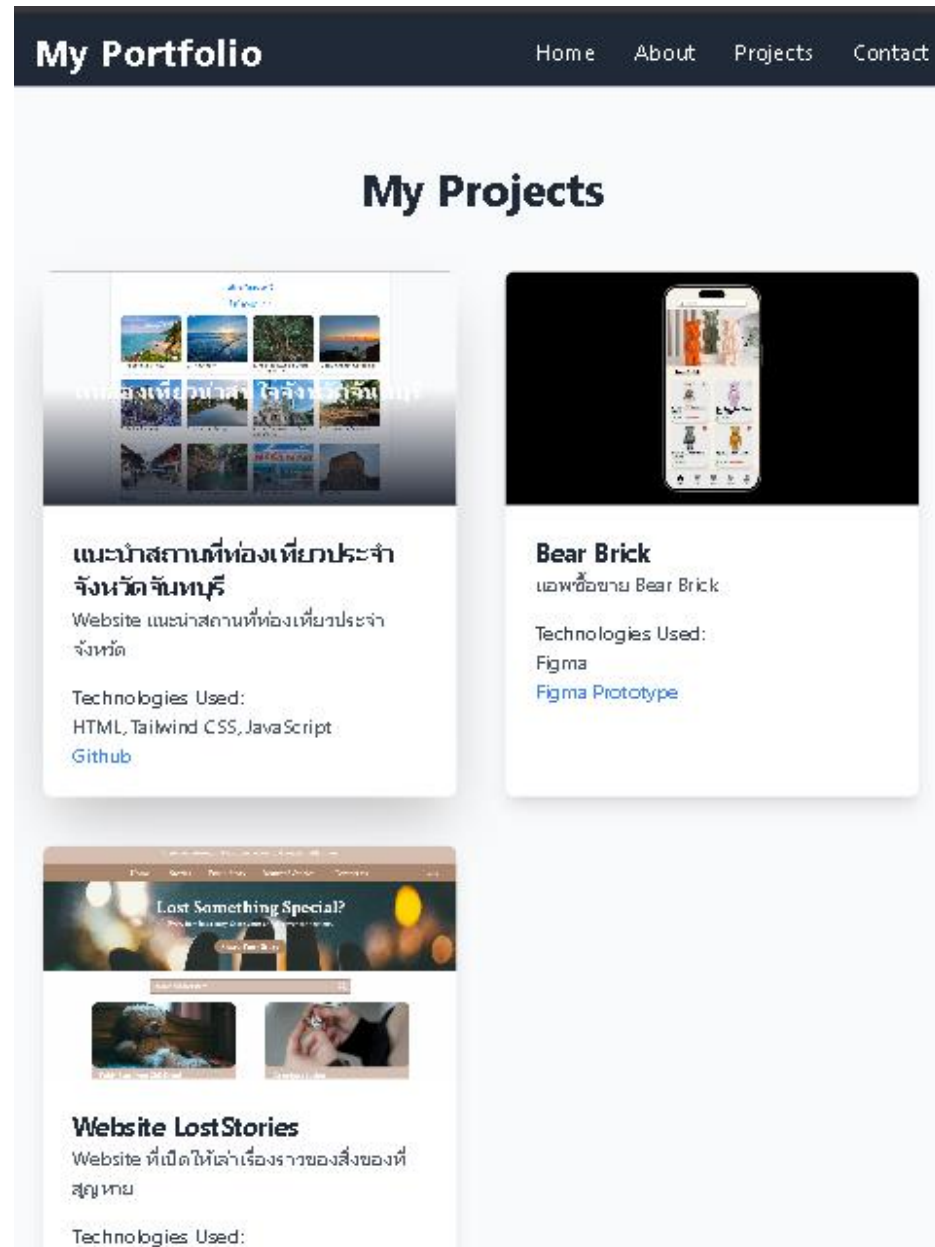 My Portfolio
Home About Projects Contact
My Projects
แนะนำสถานที่ท่องเที่ยวประจำ
จังหวัดจันทบุรี
Website แนะนำสถานที่ท่องเที่ยวประจำ
จังหวัด
Technologies Used:
HTML, Tailwind CSS, JavaScript
Github
Bear Brick
แอพซื้อขาย Bear Brick
Technologies Used:
Figma
Figma Prototype
Lost Something Special?
Website LostStories
Website ที่เปิดให้เล่าเรื่องราวของสิ่งของที่
สูญหาย
Technologies Used: